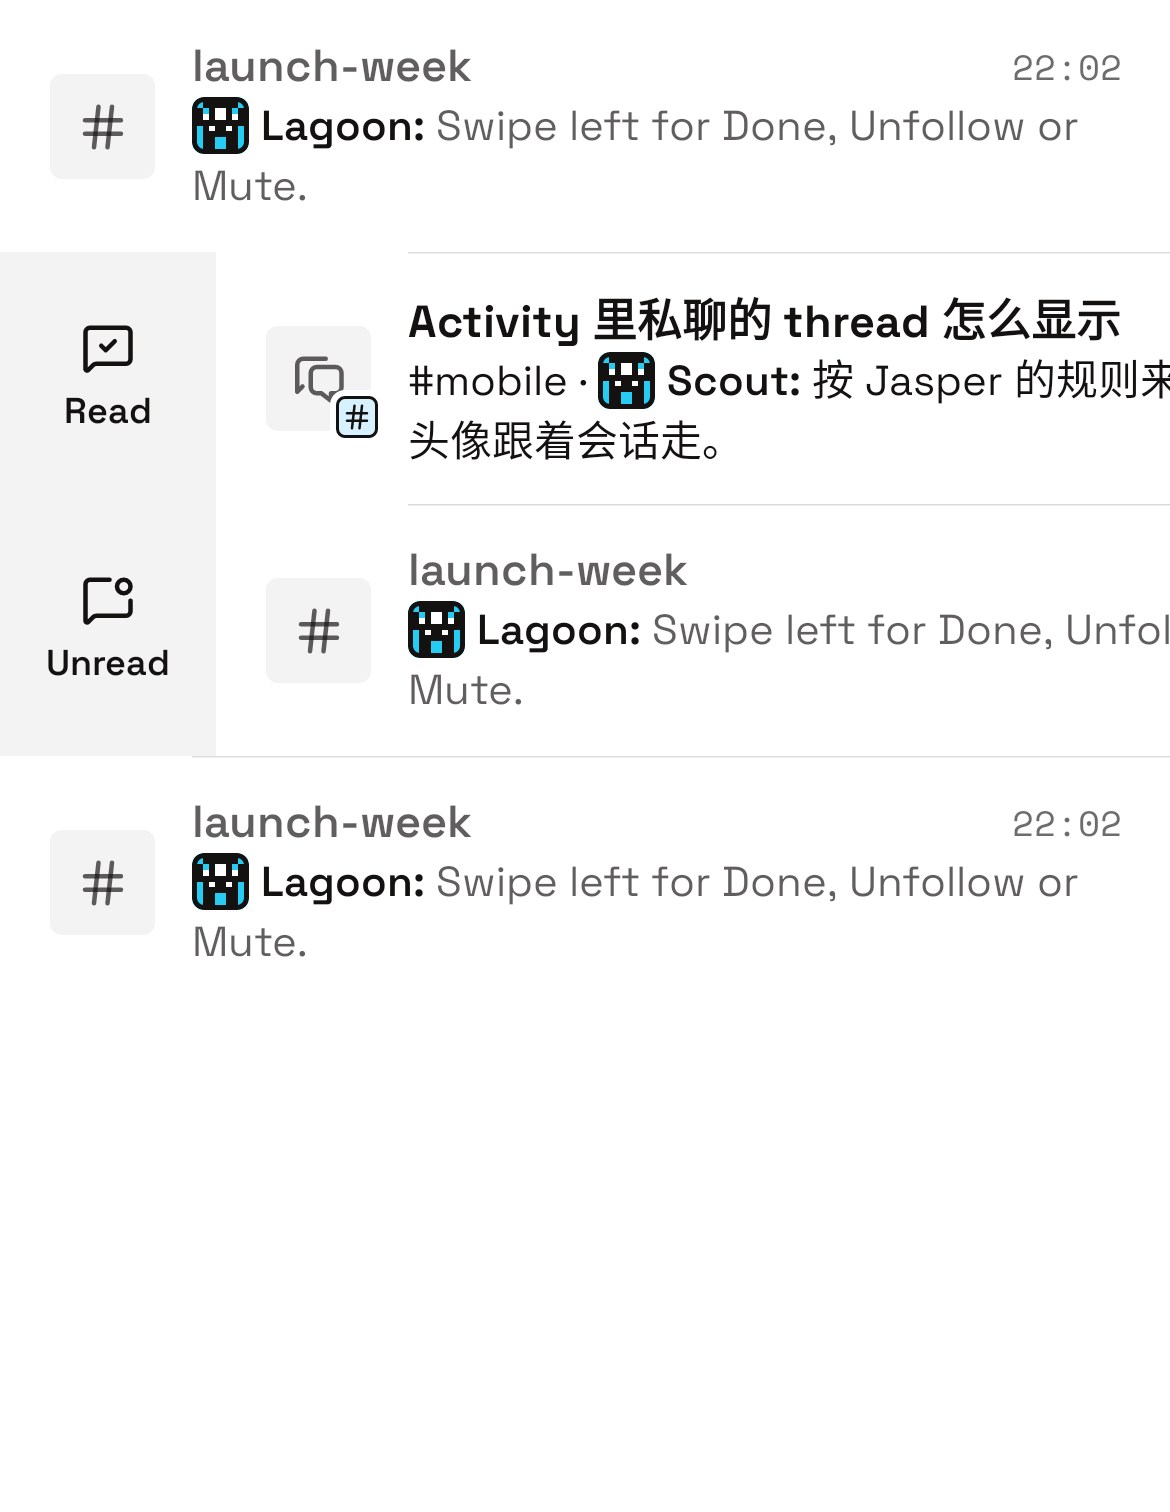 launch-week 22:02
Lagoon: Swipe left for Done, Unfollow or
Mute.
Read
Activity 里私聊的 thread 怎么显示
#mobile · Scout: 按 Jasper 的规则来
头像跟着会话走。
Unread
launch-week
Lagoon: Swipe left for Done, Unfol
Mute.
launch-week 22:02
Lagoon: Swipe left for Done, Unfollow or
Mute.